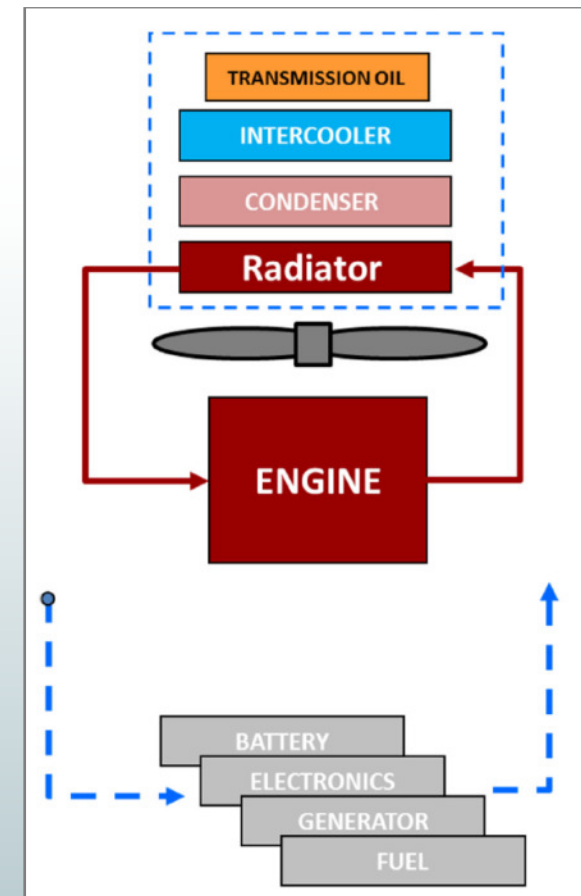 TRANSMISSION OIL
INTERCOOLER
CONDENSER
Radiator
ENGINE
BATTERY
ELECTRONICS
GENERATOR
FUEL